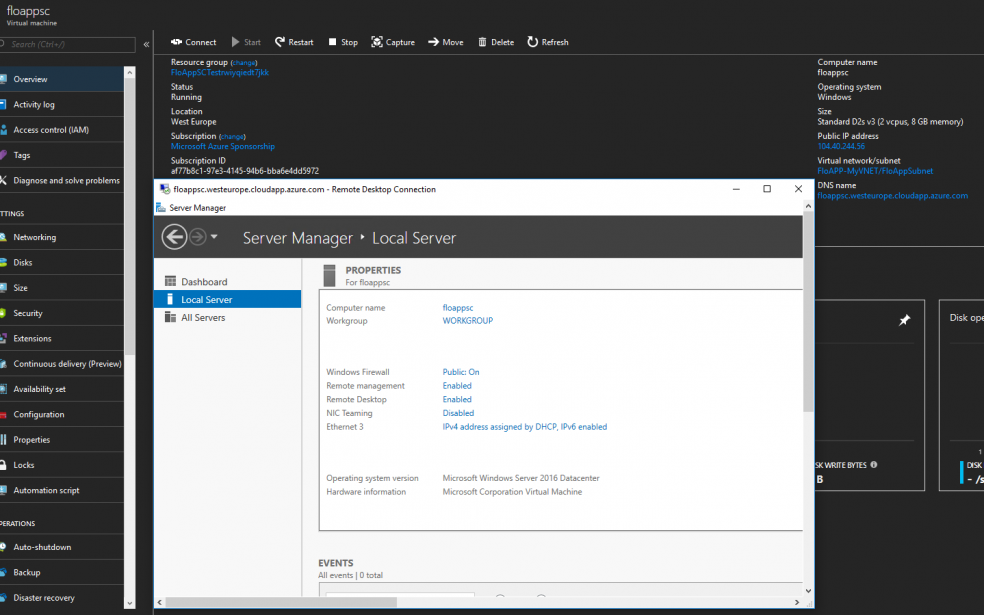 floappsc
Virtual machine
Search (Ctrl+/)
«
Connect
Start
Restart
Stop
Capture
Move
Delete
Refresh
Overview
Activity log
Access control (IAM)
Tags
Diagnose and solve problems
TTINGS
Networking
Disks
Size
Security
Extensions
Continuous delivery (Preview)
Availability set
Configuration
Properties
Locks
Automation script
PERATIONS
Auto-shutdown
Backup
Disaster recovery
Resource group (change)
FloAppSCTestrwiyqiedt7jkk
Status
Running
Location
West Europe
Subscription (change)
Microsoft Azure Sponsorship
Subscription ID
af77b8c1-97e3-4145-94b6-bba6e4dd5972
Computer name
floappsc
Operating system
Windows
Size
Standard D2s v3 (2 vcpus, 8 GB memory)
Public IP address
104.40.244.56
Virtual network/subnet
FloAPP-MyVNET/FloAppSubnet
DNS name
floappsc.westeurope.cloudapp.azure.com
floappsc.westeurope.cloudapp.azure.com - Remote Desktop Connection
Server Manager
Server Manager • Local Server
Dashboard
Local Server
All Servers
PROPERTIES
For floappsc
Computer name floappsc
Workgroup WORKGROUP
Windows Firewall Public: On
Remote management Enabled
Remote Desktop Enabled
NIC Teaming Disabled
Ethernet 3 IPv4 address assigned by DHCP, IPv6 enabled
Operating system version Microsoft Windows Server 2016 Datacenter
Hardware information Microsoft Corporation Virtual Machine
EVENTS
All events | 0 total
SK WRITE BYTES
B
Disk ope
1
DISK
- /s